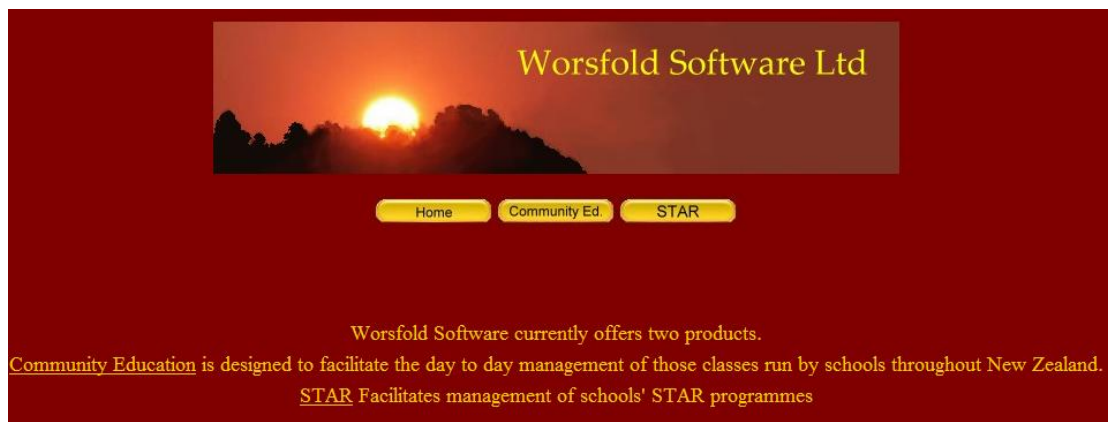 Worsfold Software Ltd
Home Community Ed. STAR
Worsfold Software currently offers two products.
Community Education is designed to facilitate the day to day management of those classes run by schools throughout New Zealand.
STAR Facilitates management of schools' STAR programmes